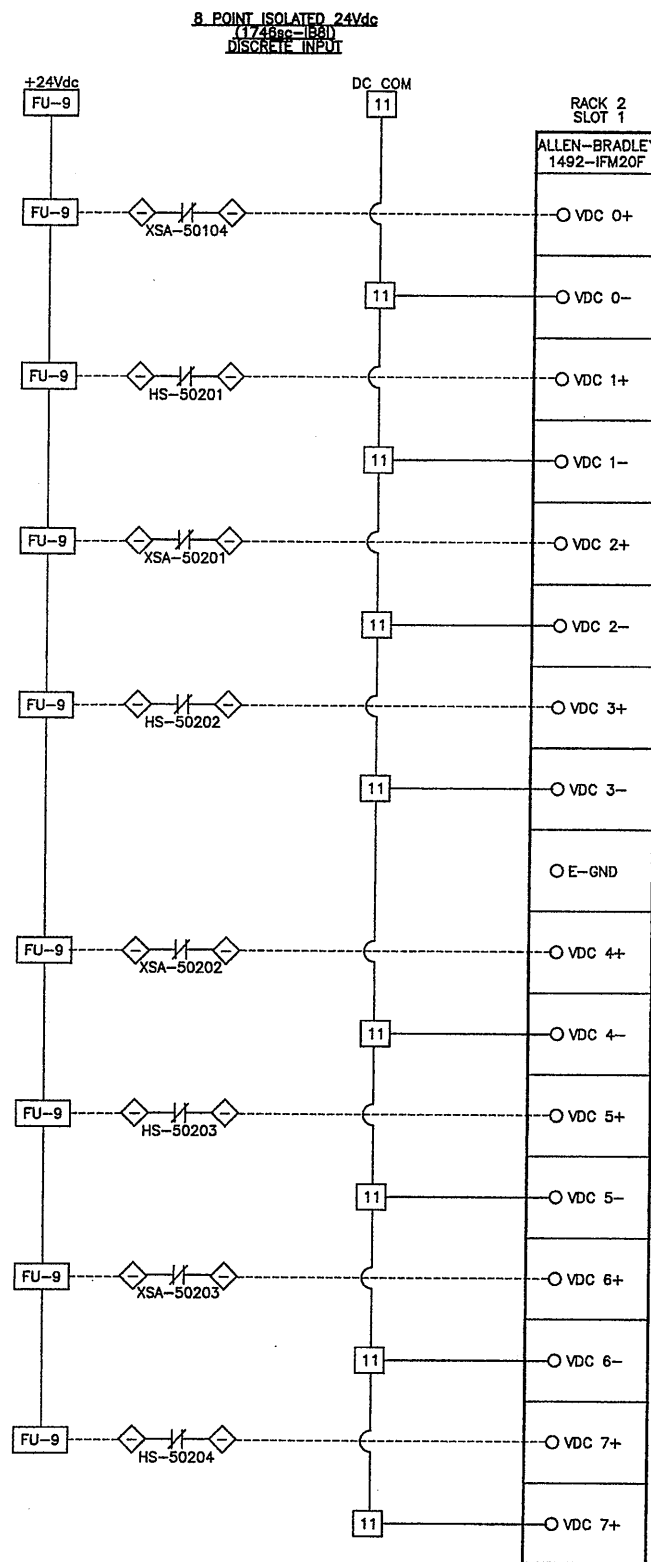 8 POINT ISOLATED 24Vdc
(1746sc-IB8I)
DISCRETE INPUT
+24Vdc
FU-9
DC COM
11
RACK 2
SLOT 1
ALLEN-BRADLEY
1492-IFM20F
FU-9
XSA-50104
VDC 0+
11
VDC 0-
FU-9
HS-50201
VDC 1+
11
VDC 1-
FU-9
XSA-50201
VDC 2+
11
VDC 2-
FU-9
HS-50202
VDC 3+
11
VDC 3-
E-GND
FU-9
XSA-50202
VDC 4+
11
VDC 4-
FU-9
HS-50203
VDC 5+
11
VDC 5-
FU-9
XSA-50203
VDC 6+
11
VDC 6-
FU-9
HS-50204
VDC 7+
11
VDC 7+